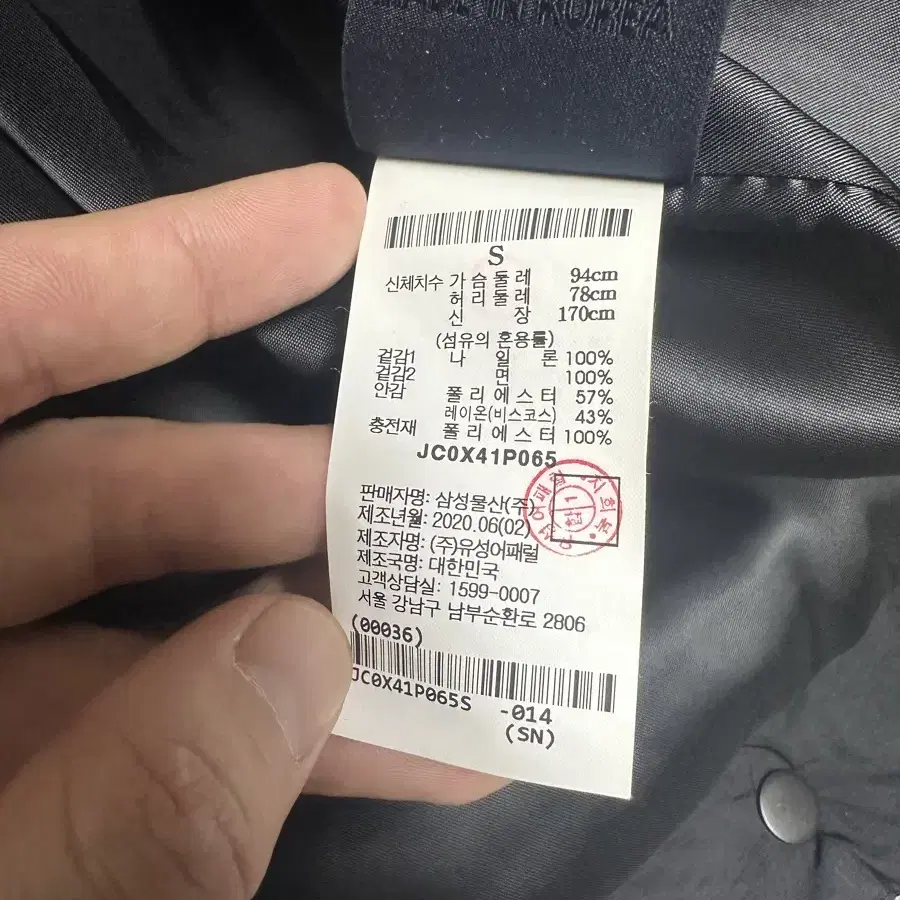 MADE IN KOREA
S
신체치수 가슴둘레 94cm
허리둘레 78cm
신장 170cm
(섬유의 혼용률)
겉감1 나일론 100%
겉감2 면 100%
안감 폴리에스터 57%
레이온(비스코스) 43%
충전재 폴리에스터 100%
JC0X41P065
판매자명: 삼성물산(주)
제조년월: 2020.06(02)
제조자명: (주)유성어패럴
제조국명: 대한민국
고객상담실: 1599-0007
서울 강남구 남부순환로 2806
(00036)
JC0X41P065S -014
(SN)